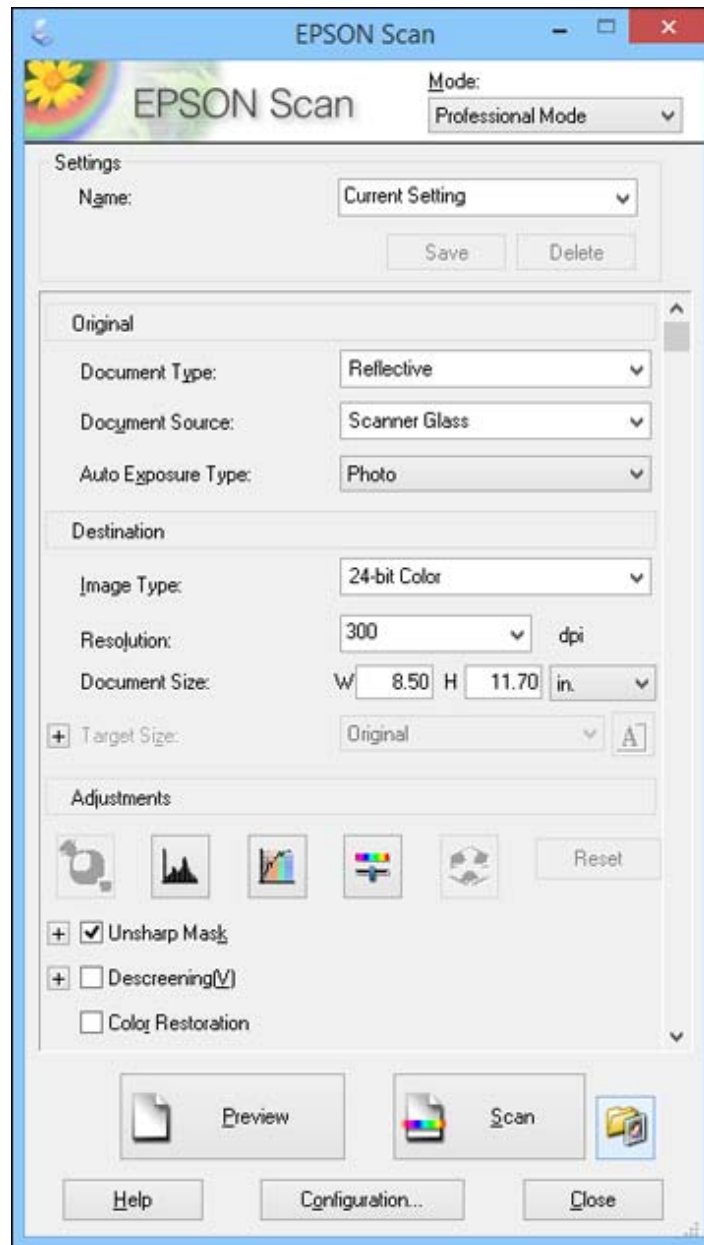 EPSON Scan
EPSON Scan
Mode:
Professional Mode
Settings
Name: Current Setting
Save Delete
Original
Document Type: Reflective
Document Source: Scanner Glass
Auto Exposure Type: Photo
Destination
Image Type: 24-bit Color
Resolution: 300 dpi
Document Size: W 8.50 H 11.70 in.
Target Size: Original A
Adjustments
Reset
Unsharp Mask
Descreening(V)
Color Restoration
Preview Scan
Help Configuration... Close